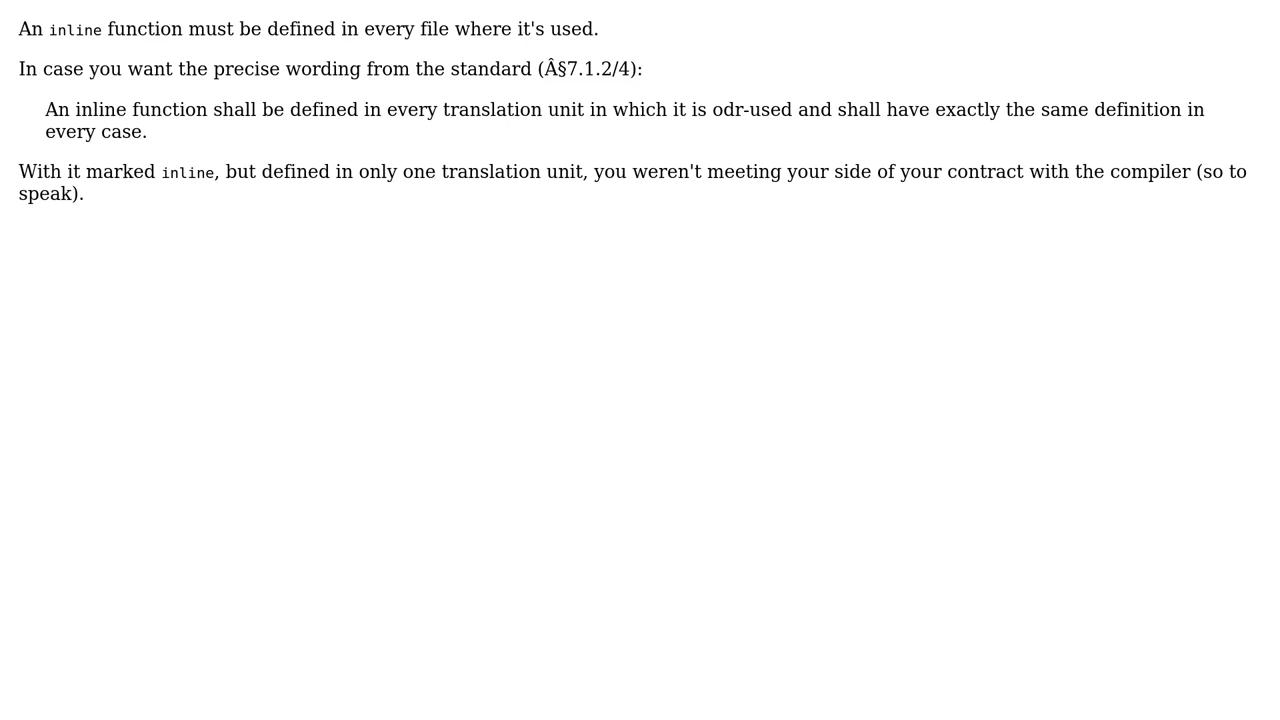 An inline function must be defined in every file where it's used.
In case you want the precise wording from the standard (Â§7.1.2/4):
An inline function shall be defined in every translation unit in which it is odr-used and shall have exactly the same definition in
every case.
With it marked inline, but defined in only one translation unit, you weren't meeting your side of your contract with the compiler (so to
speak).